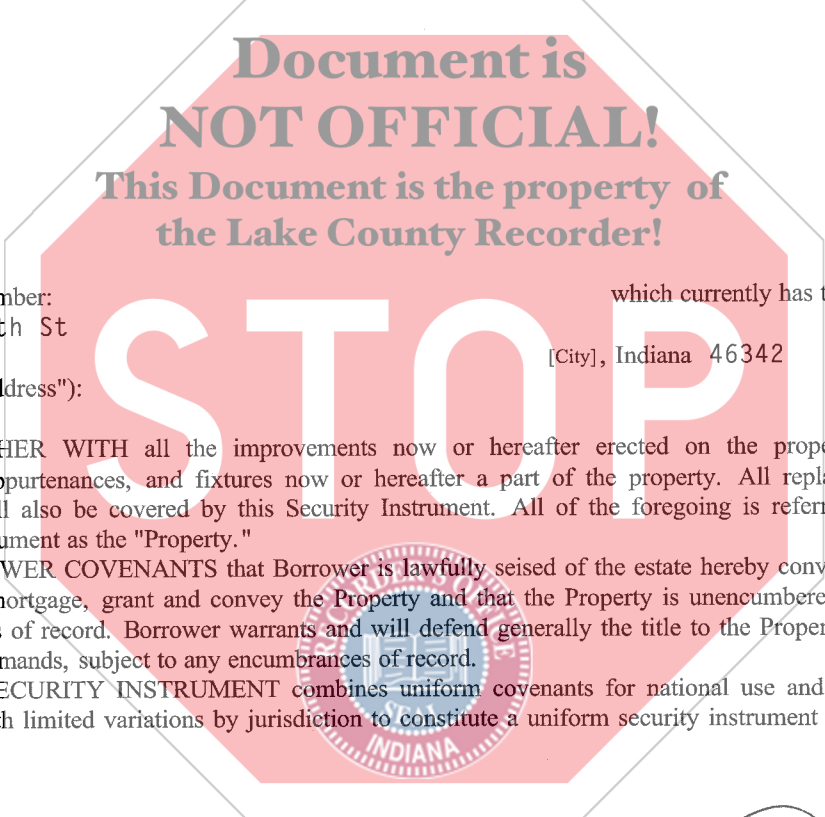 Document is
NOT OFFICIAL!
This Document is the property of
the Lake County Recorder!
mber:
which currently has t
th St
[City], Indiana 46342
ddress"):
STOP
HER WITH all the improvements now or hereafter erected on the prope
ppurtenances, and fixtures now or hereafter a part of the property. All repla
ll also be covered by this Security Instrument. All of the foregoing is referr
ument as the "Property."
WER COVENANTS that Borrower is lawfully seised of the estate hereby conv
nortgage, grant and convey the Property and that the Property is unencumbere
s of record. Borrower warrants and will defend generally the title to the Proper
mands, subject to any encumbrances of record.
ECURITY INSTRUMENT combines uniform covenants for national use and
h limited variations by jurisdiction to constitute a uniform security instrument
RECORDER'S OFFICE
SEAL
INDIANA